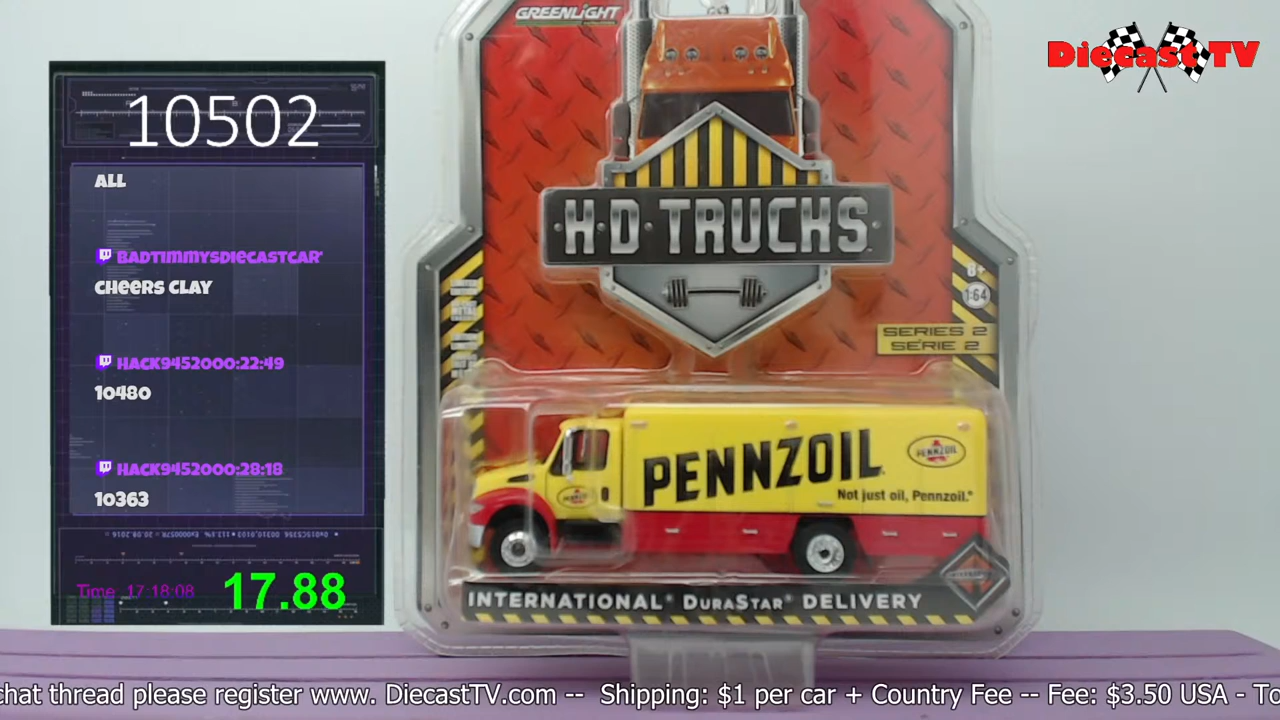 GREENLIGHT
Diecast TV
10502
ALL
BADTIMMYSDIECASTCAR
CHEERS CLAY
HACK9452000:22:49
10480
HACK9452000:28:18
10363
Time 17:18:08 17.88
H·D·TRUCKS
8+
1:64
SERIES 2
SÉRIE 2
PENNZOIL
PENNZOIL
Not just oil, Pennzoil.®
INTERNATIONAL® DURASTAR® DELIVERY
chat thread please register www. DiecastTV.com -- Shipping: $1 per car + Country Fee -- Fee: $3.50 USA - To